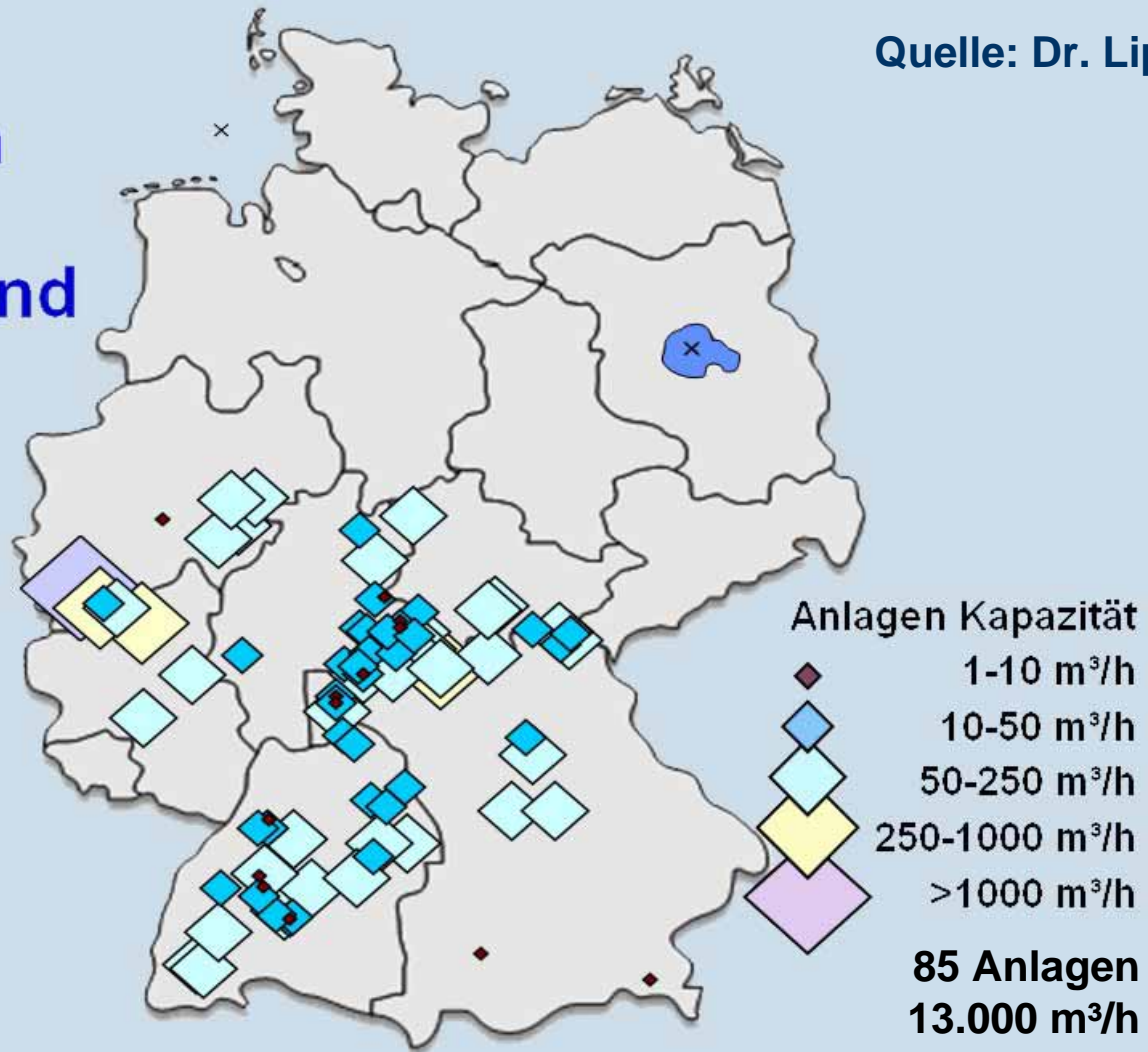 Quelle: Dr. Lip
nd
Anlagen Kapazität
1-10 m³/h
10-50 m³/h
50-250 m³/h
250-1000 m³/h
>1000 m³/h
85 Anlagen
13.000 m³/h